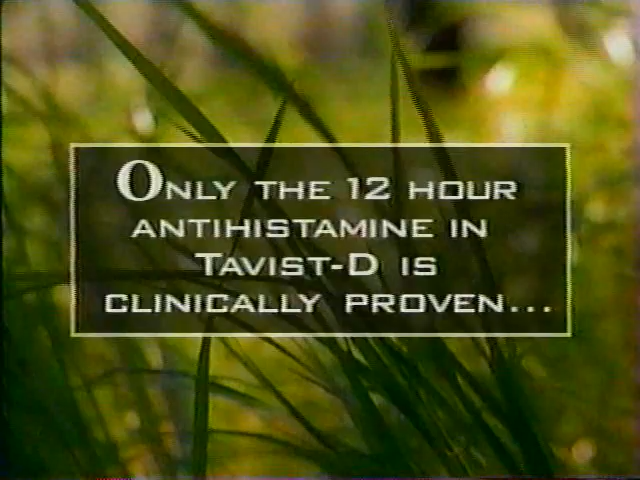 ONLY THE 12 HOUR
ANTIHISTAMINE IN
TAVIST-D IS
CLINICALLY PROVEN...